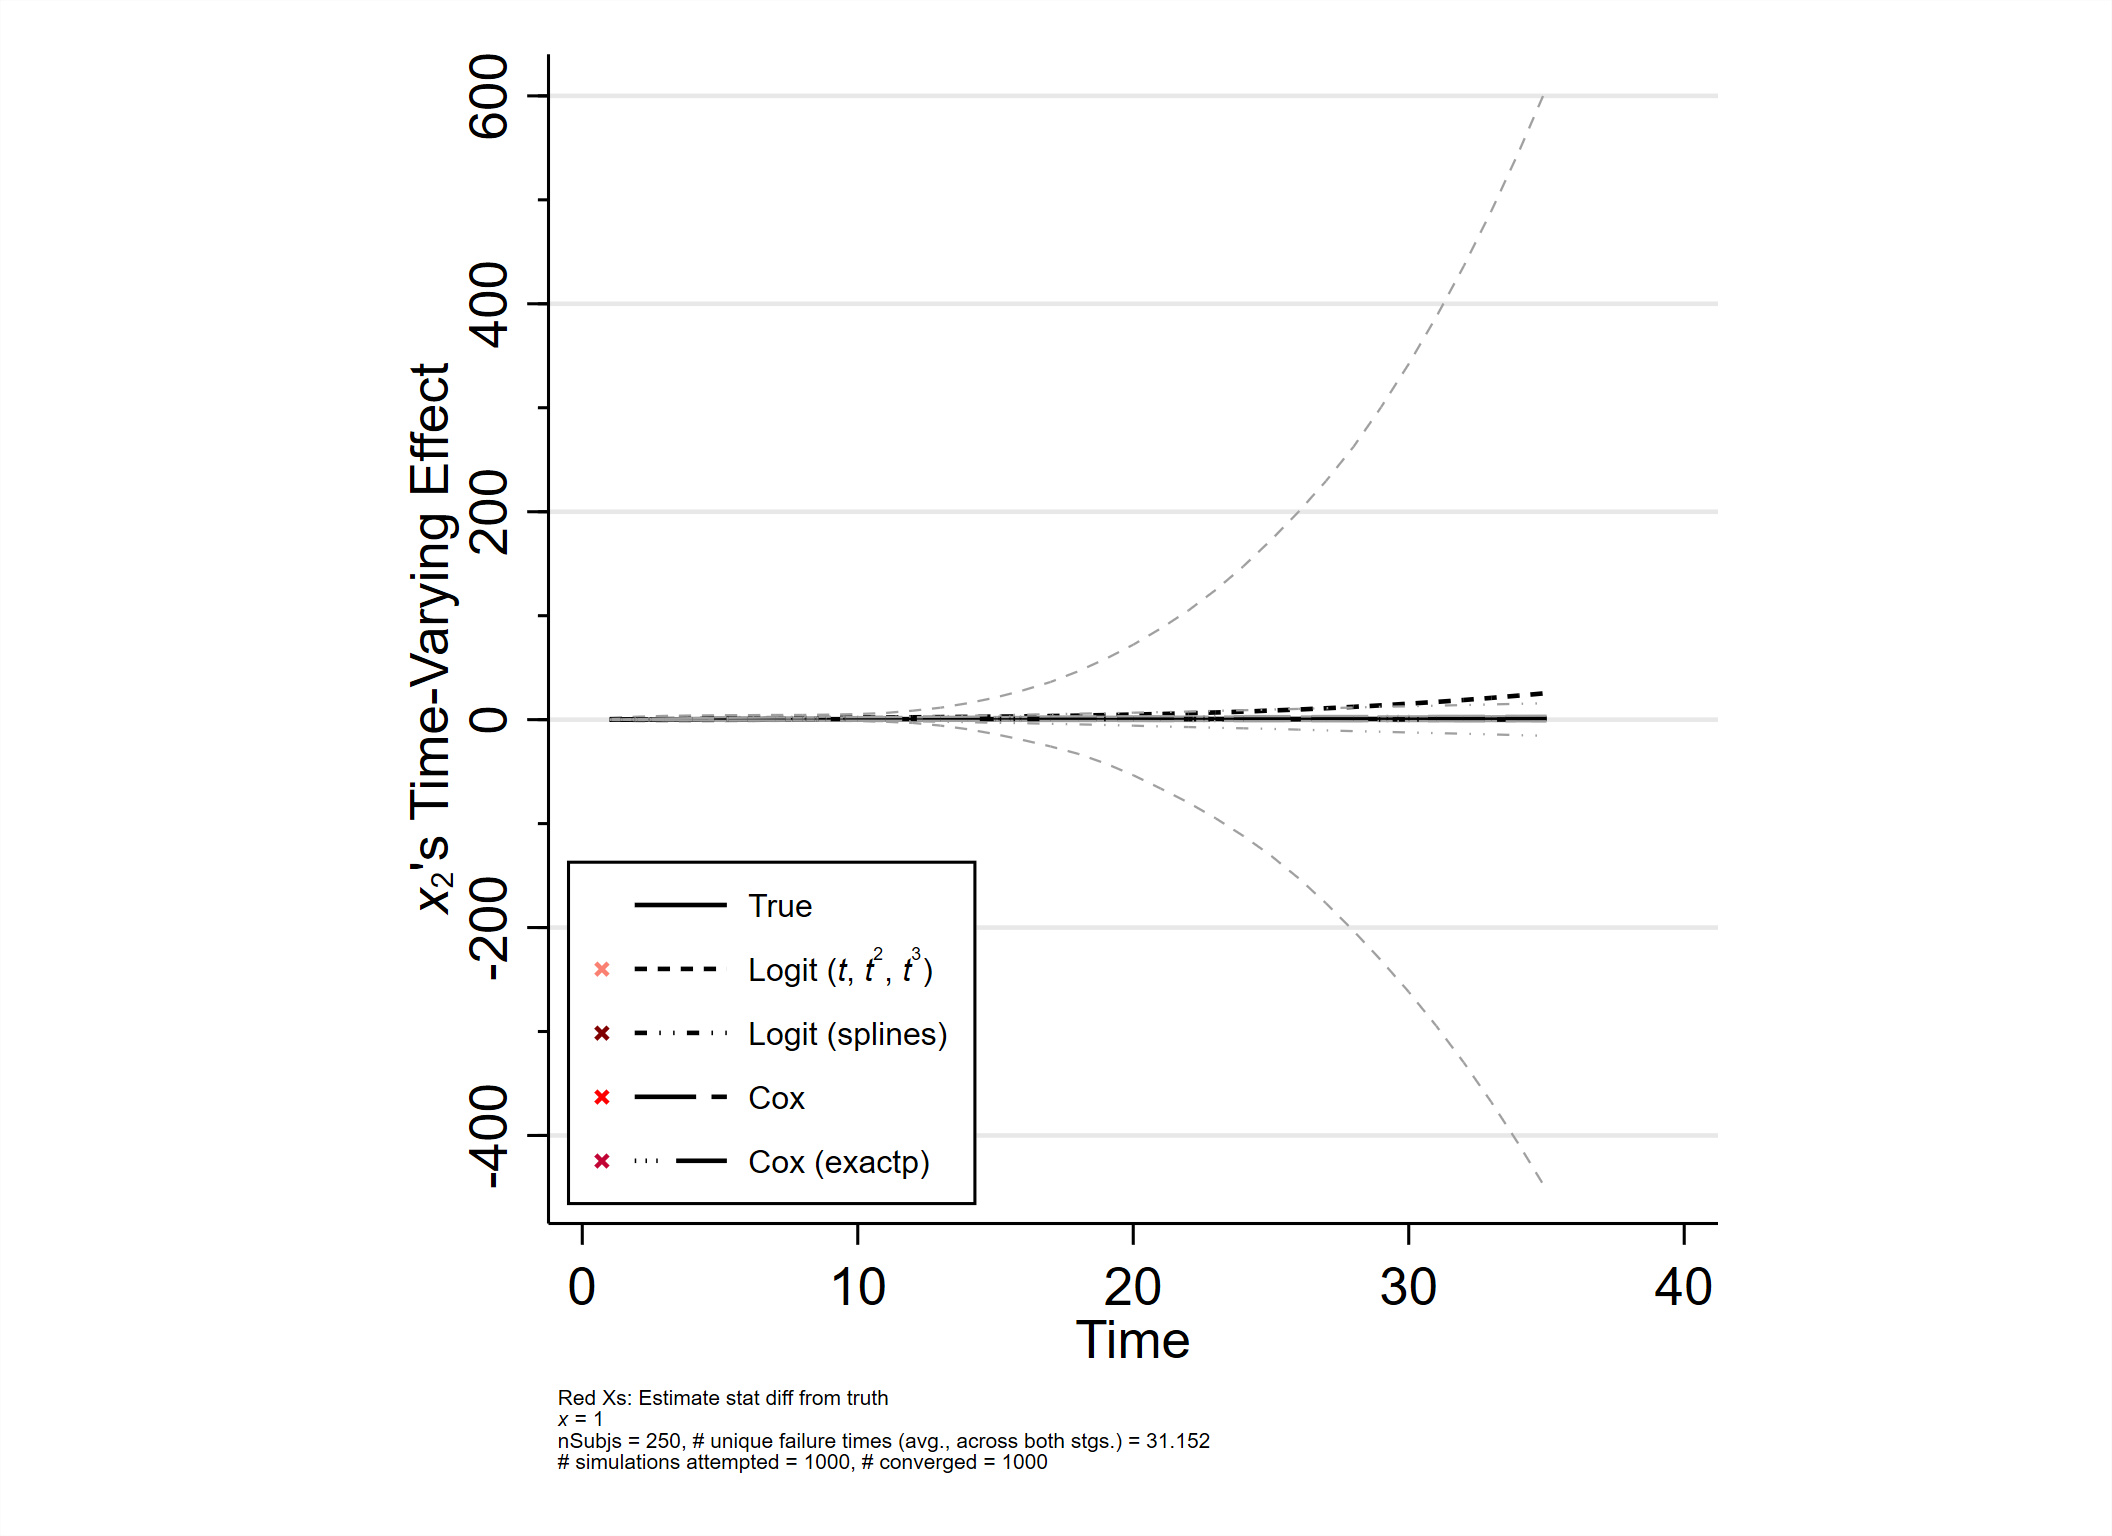 x₂'s Time-Varying Effect
600
400
200
0
-200
-400
True
Logit (t, t², t³)
Logit (splines)
Cox
Cox (exactp)
0 10 20 30 40
Time
Red Xs: Estimate stat diff from truth
x = 1
nSubjs = 250, # unique failure times (avg., across both stgs.) = 31.152
# simulations attempted = 1000, # converged = 1000